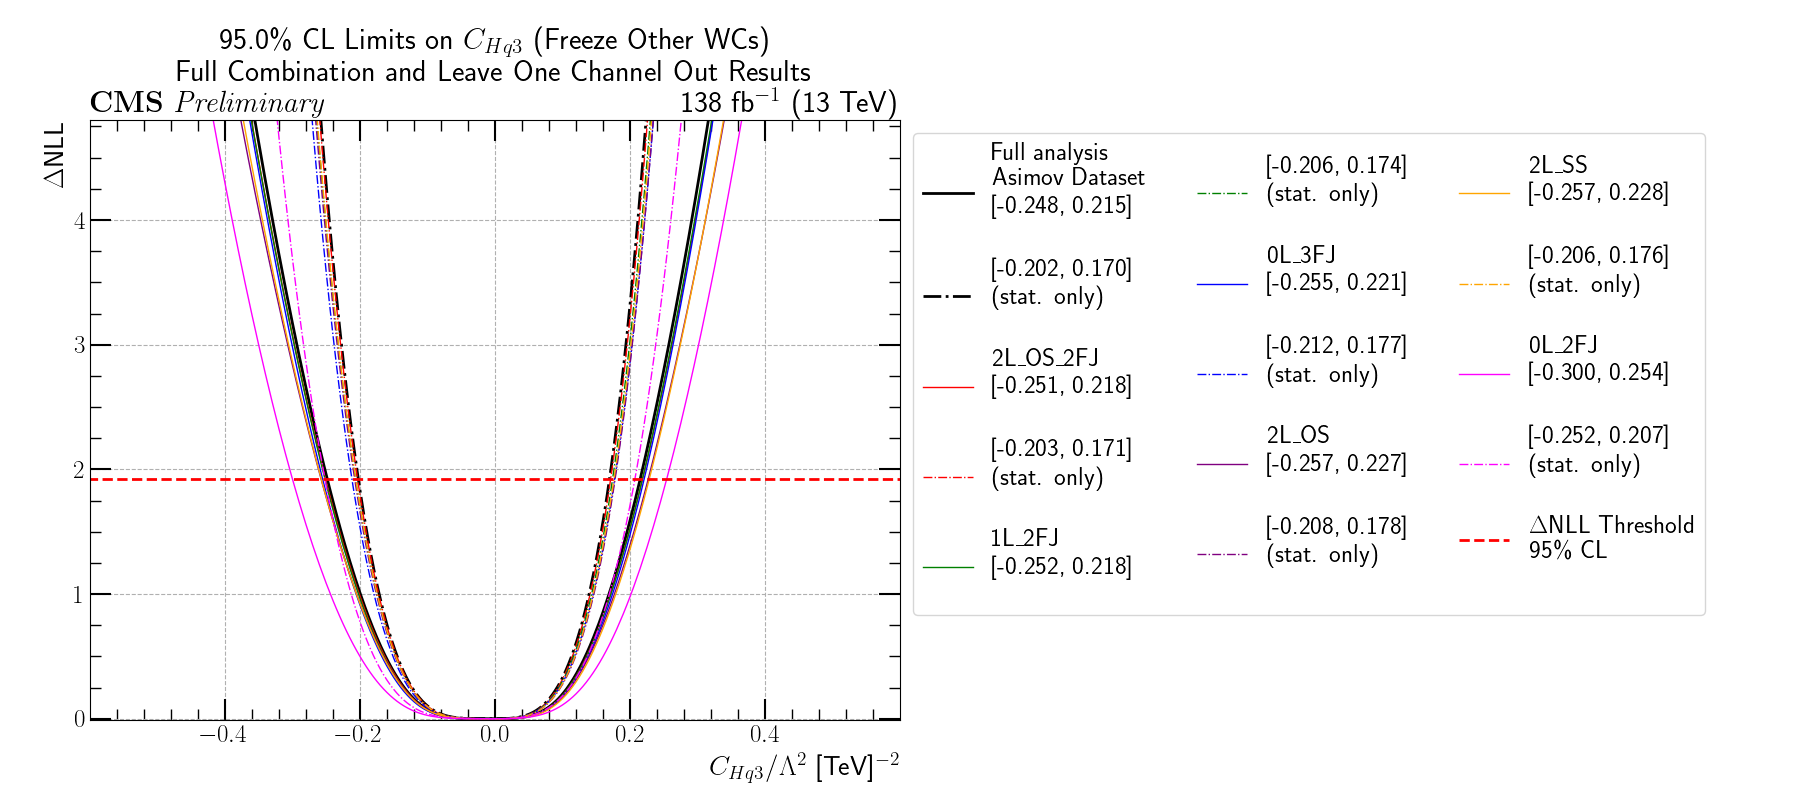 95.0% CL Limits on C_{Hq3} (Freeze Other WCs)
Full Combination and Leave One Channel Out Results
CMS Preliminary
138 fb^{-1} (13 TeV)
ΔNLL
4
3
2
1
0
−0.4
−0.2
0.0
0.2
0.4
C_{Hq3}/Λ^2 [TeV]^{-2}
Full analysis
Asimov Dataset
[-0.248, 0.215]
[-0.202, 0.170]
(stat. only)
2L_OS_2FJ
[-0.251, 0.218]
[-0.203, 0.171]
(stat. only)
1L_2FJ
[-0.252, 0.218]
[-0.206, 0.174]
(stat. only)
0L_3FJ
[-0.255, 0.221]
[-0.212, 0.177]
(stat. only)
2L_OS
[-0.257, 0.227]
[-0.208, 0.178]
(stat. only)
2L_SS
[-0.257, 0.228]
[-0.206, 0.176]
(stat. only)
0L_2FJ
[-0.300, 0.254]
[-0.252, 0.207]
(stat. only)
ΔNLL Threshold
95% CL